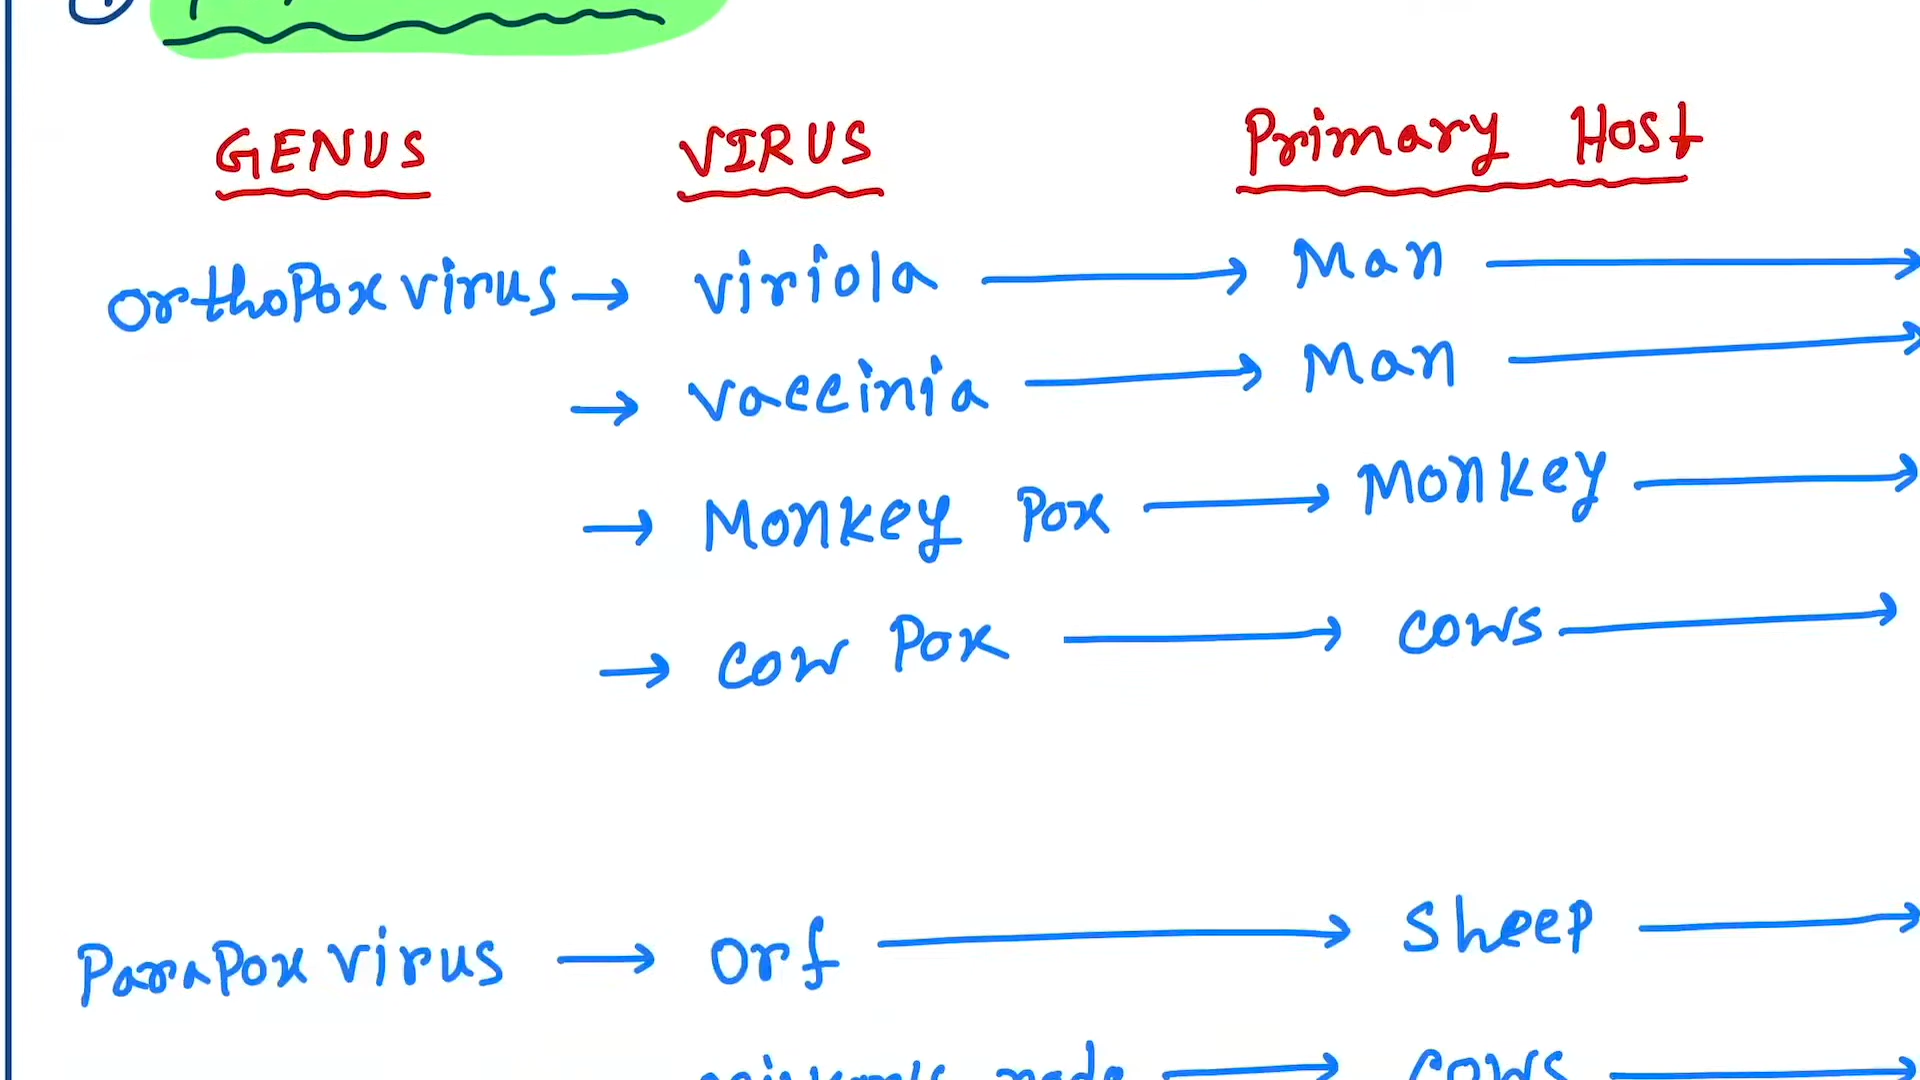 GENUS VIRUS Primary Host
OrthoPox virus → viriola → Man →
→ vaccinia → Man →
→ Monkey Pox → Monkey →
→ cow Pox → cows →
ParaPox virus → orf → Sheep →
→ cows →